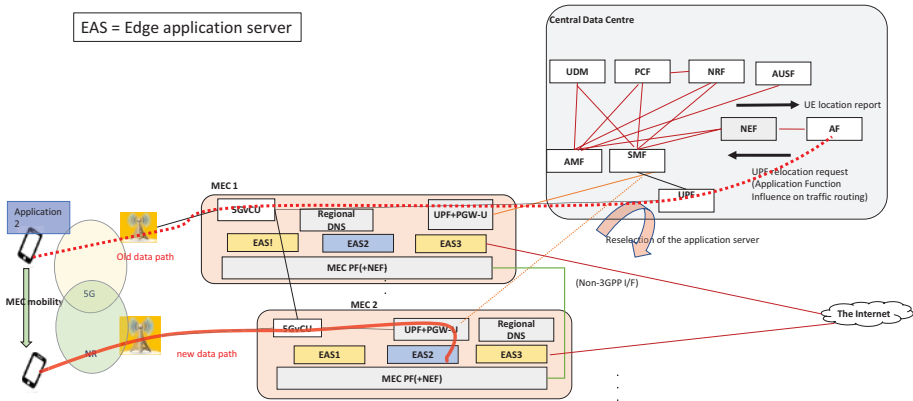 EAS = Edge application server
Central Data Centre
UDM
PCF
NRF
AUSF
UE location report
NEF
AF
AMF
SMF
UPF relocation request
(Application Function
Influence on traffic routing)
UPF
MEC 1
Application
2
5GvCU
Regional
DNS
UPF+PGW-U
EAS!
EAS2
EAS3
Reselection of the application server
Old data path
MEC PF(+NEF)
(Non-3GPP I/F)
5G
MEC mobility
MEC 2
The Internet
5GvCU
UPF+PGW-U
Regional
DNS
NR
new data path
EAS1
EAS2
EAS3
MEC PF(+NEF)